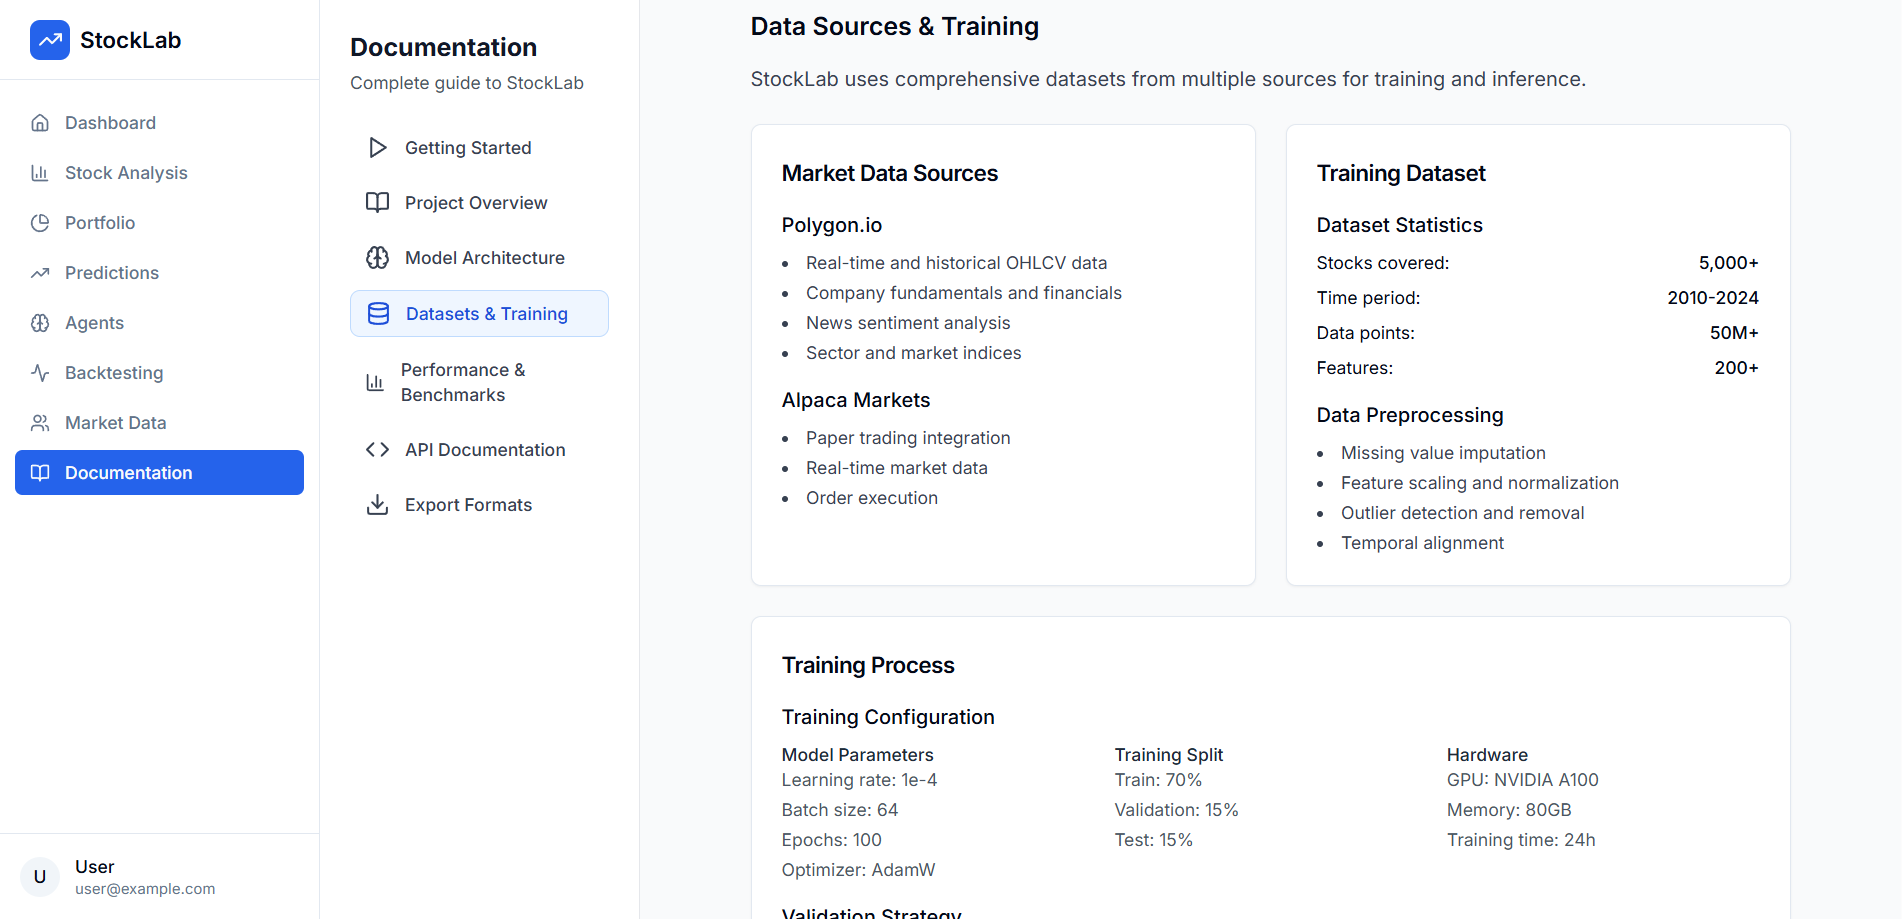 StockLab
Dashboard
Stock Analysis
Portfolio
Predictions
Agents
Backtesting
Market Data
Documentation
U
User
user@example.com
Documentation
Complete guide to StockLab
Getting Started
Project Overview
Model Architecture
Datasets & Training
Performance &
Benchmarks
API Documentation
Export Formats
Data Sources & Training
StockLab uses comprehensive datasets from multiple sources for training and inference.
Market Data Sources
Polygon.io
• Real-time and historical OHLCV data
• Company fundamentals and financials
• News sentiment analysis
• Sector and market indices
Alpaca Markets
• Paper trading integration
• Real-time market data
• Order execution
Training Dataset
Dataset Statistics
Stocks covered: 5,000+
Time period: 2010-2024
Data points: 50M+
Features: 200+
Data Preprocessing
• Missing value imputation
• Feature scaling and normalization
• Outlier detection and removal
• Temporal alignment
Training Process
Training Configuration
Model Parameters
Learning rate: 1e-4
Batch size: 64
Epochs: 100
Optimizer: AdamW
Training Split
Train: 70%
Validation: 15%
Test: 15%
Hardware
GPU: NVIDIA A100
Memory: 80GB
Training time: 24h
Validation Strategy